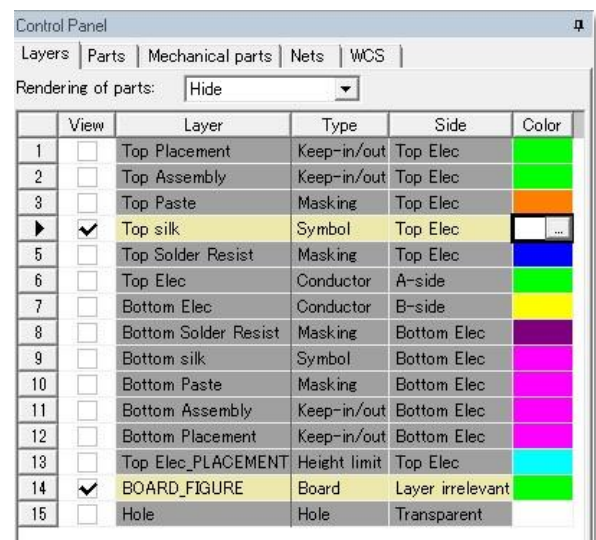 Control Panel
Layers Parts Mechanical parts Nets WCS
Rendering of parts: Hide
View Layer Type Side Color
1 Top Placement Keep-in/out Top Elec
2 Top Assembly Keep-in/out Top Elec
3 Top Paste Masking Top Elec
Top silk Symbol Top Elec ...
5 Top Solder Resist Masking Top Elec
6 Top Elec Conductor A-side
7 Bottom Elec Conductor B-side
8 Bottom Solder Resist Masking Bottom Elec
9 Bottom silk Symbol Bottom Elec
10 Bottom Paste Masking Bottom Elec
11 Bottom Assembly Keep-in/out Bottom Elec
12 Bottom Placement Keep-in/out Bottom Elec
13 Top Elec_PLACEMENT Height limit Top Elec
14 BOARD_FIGURE Board Layer irrelevant
15 Hole Hole Transparent